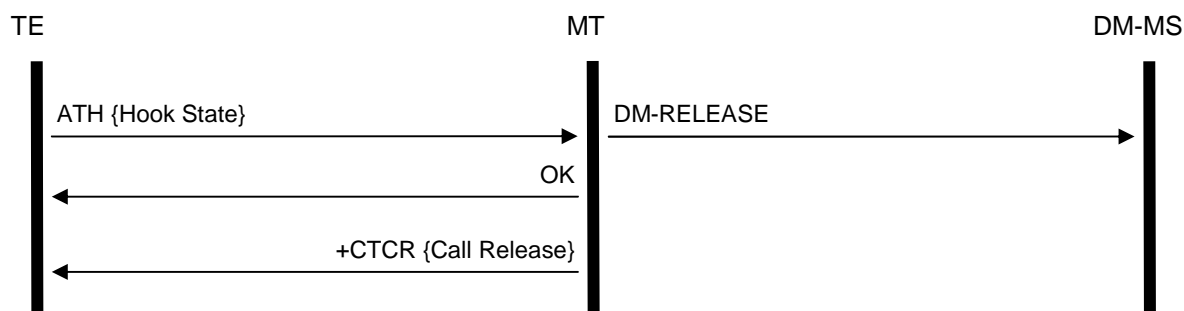 TE
MT
DM-MS
ATH {Hook State}
DM-RELEASE
OK
+CTCR {Call Release}